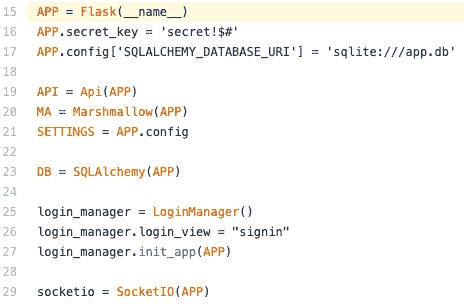 15 APP = Flask(__name__)
16 APP.secret_key = 'secret!$#'
17 APP.config['SQLALCHEMY_DATABASE_URI'] = 'sqlite:///app.db'
18
19 API = Api(APP)
20 MA = Marshmallow(APP)
21 SETTINGS = APP.config
22
23 DB = SQLAlchemy(APP)
24
25 login_manager = LoginManager()
26 login_manager.login_view = "signin"
27 login_manager.init_app(APP)
28
29 socketio = SocketIO(APP)